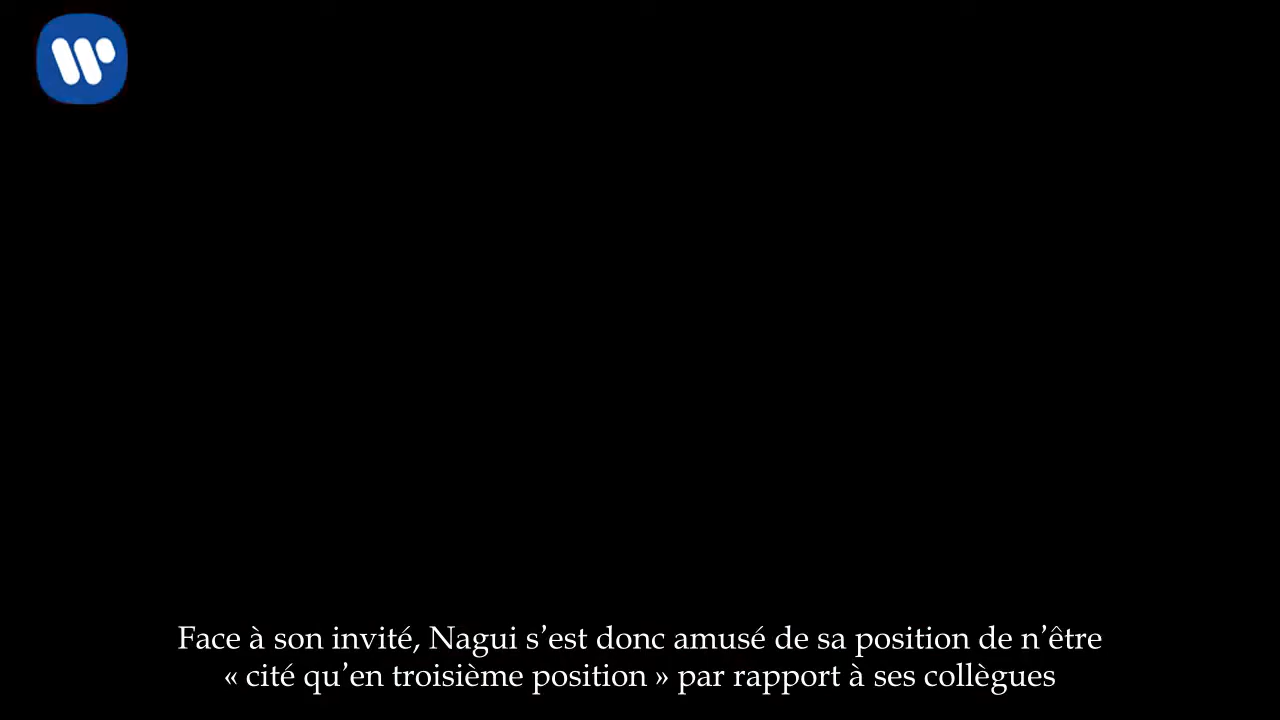 Face à son invité, Nagui s’est donc amusé de sa position de n’être
« cité qu’en troisième position » par rapport à ses collègues